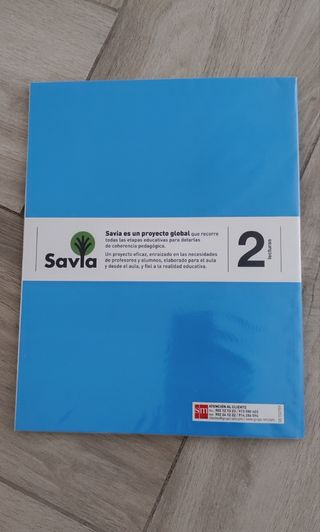 Savia
Savia es un proyecto global que recorre
todas las etapas educativas para dotarlas
de coherencia pedagógica.
Un proyecto eficaz, enraizado en las necesidades
de profesores y alumnos, elaborado para el aula
y desde el aula, y fiel a la realidad educativa.
2
lecturas
sm
ATENCIÓN AL CLIENTE